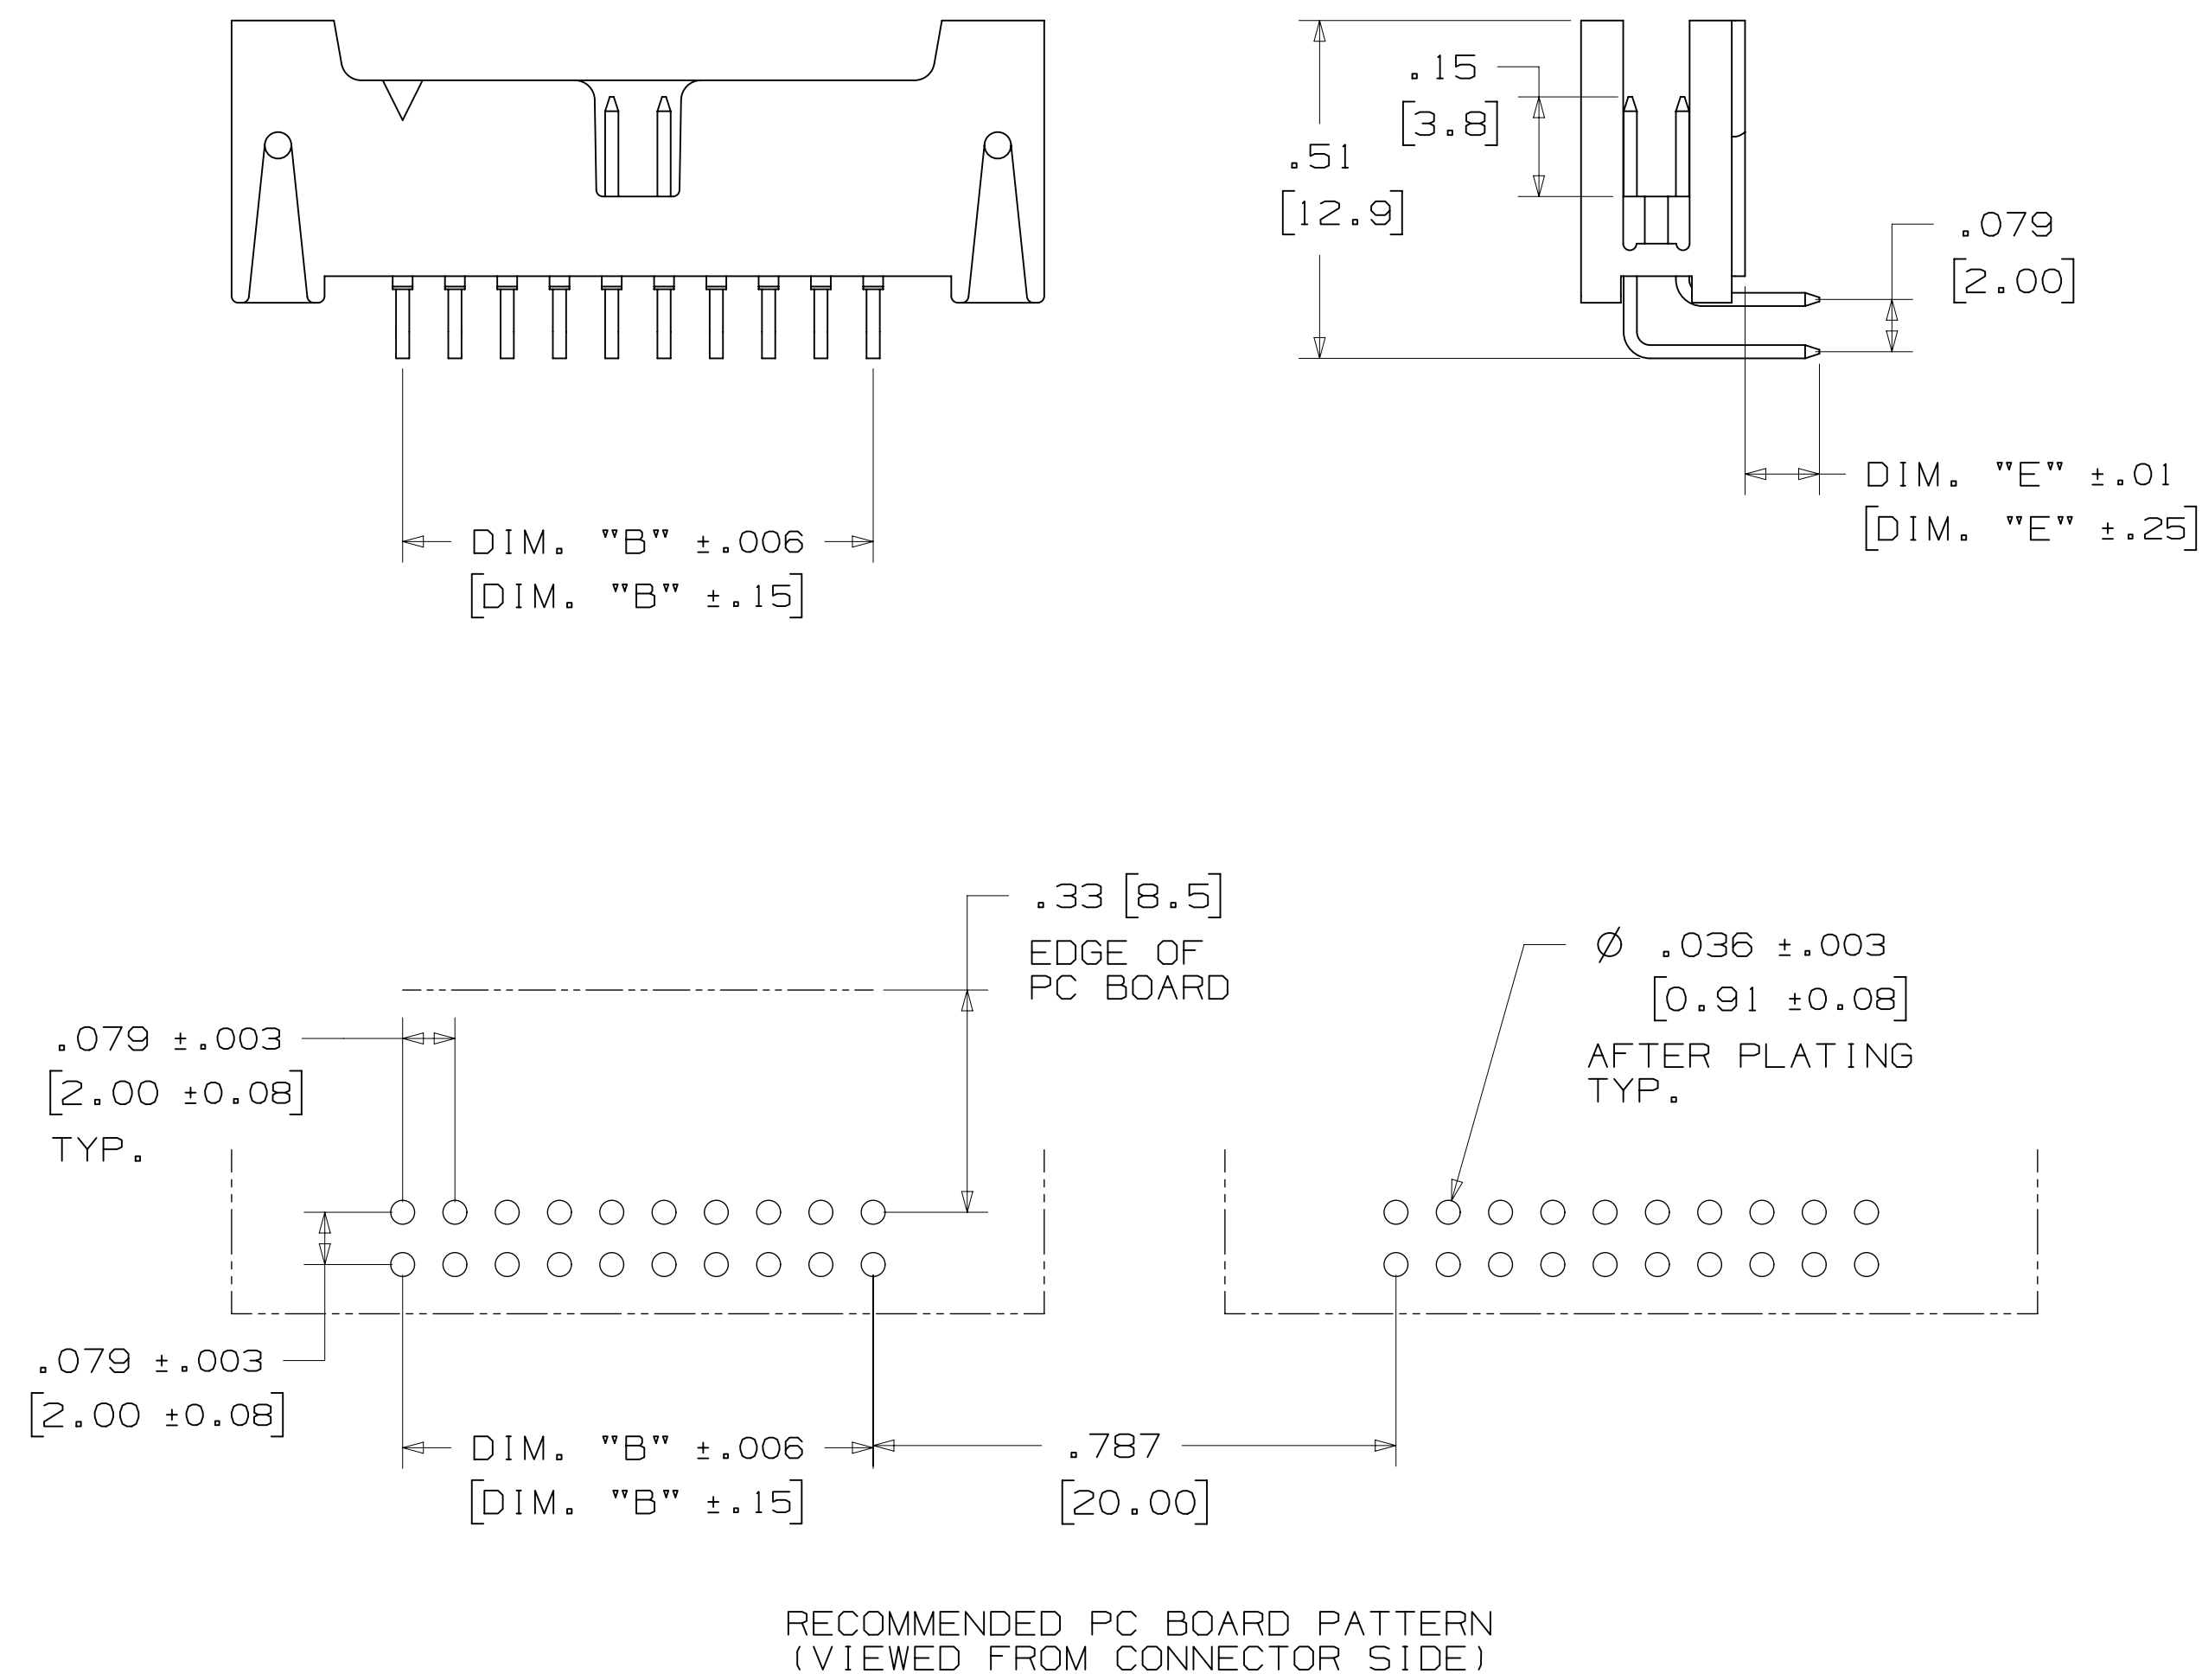 .15
[3.8]
.51
[12.9]
.079
[2.00]
DIM. "E" ±.01
[DIM. "E" ±.25]
DIM. "B" ±.006
[DIM. "B" ±.15]
.33 [8.5]
EDGE OF
PC BOARD
Ø .036 ±.003
[0.91 ±0.08]
AFTER PLATING
TYP.
.079 ±.003
[2.00 ±0.08]
TYP.
.079 ±.003
[2.00 ±0.08]
DIM. "B" ±.006
[DIM. "B" ±.15]
.787
[20.00]
RECOMMENDED PC BOARD PATTERN
(VIEWED FROM CONNECTOR SIDE)